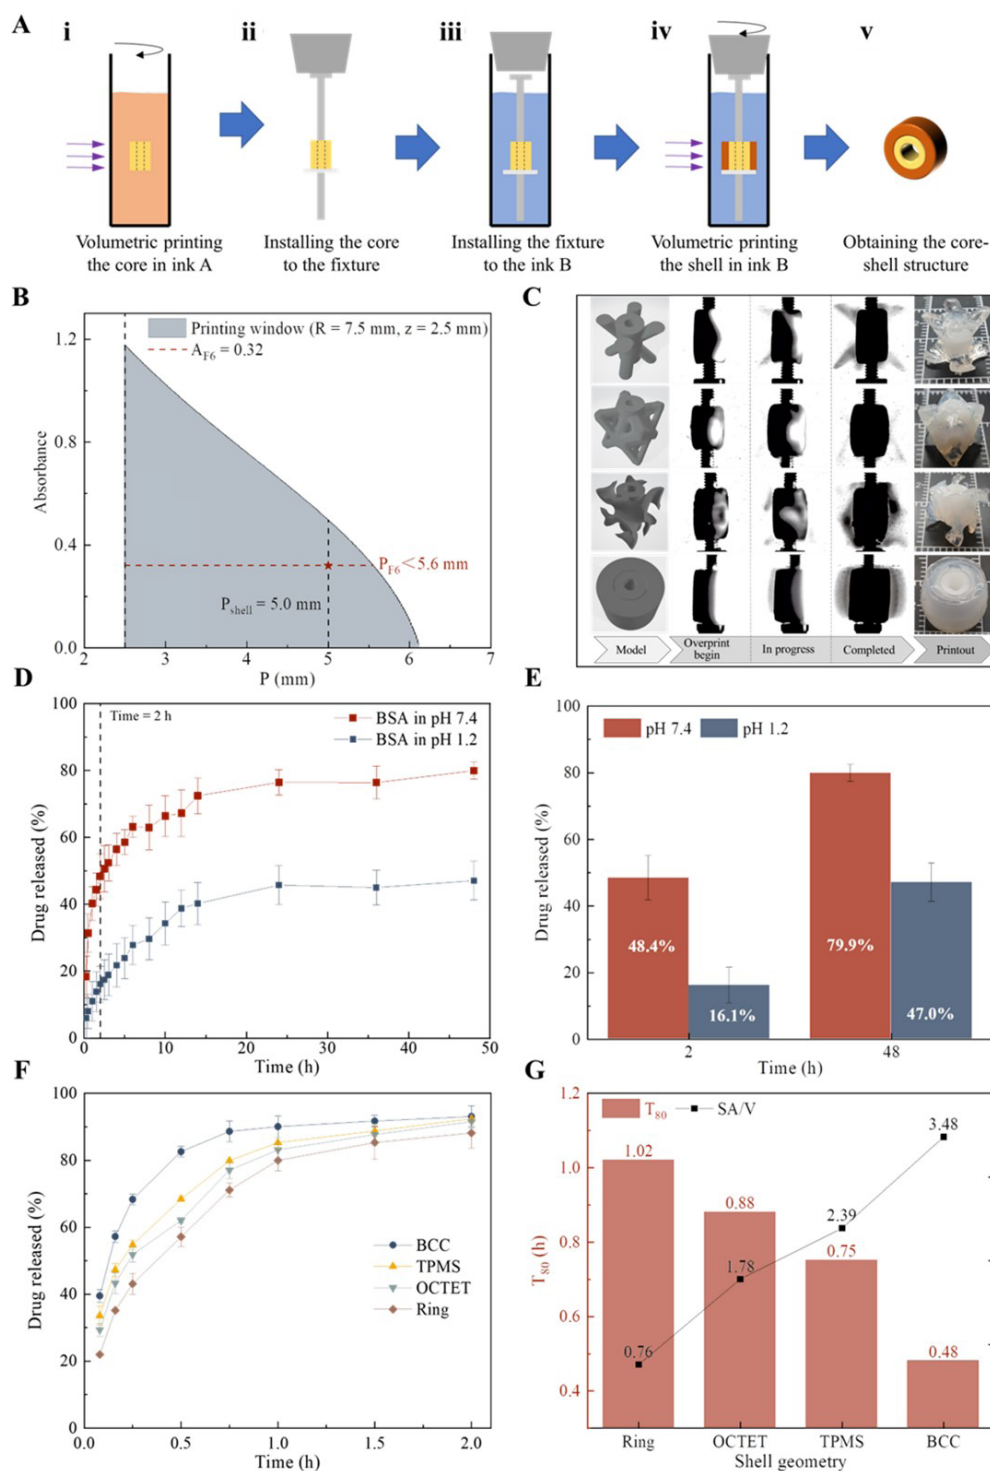 A
i
ii
iii
iv
v
Volumetric printing
the core in ink A
Installing the core
to the fixture
Installing the fixture
to the ink B
Volumetric printing
the shell in ink B
Obtaining the core-
shell structure
B
Printing window (R = 7.5 mm, z = 2.5 mm)
A_F6 = 0.32
1.2
0.8
0.4
0.0
Absorbance
P_F6<5.6 mm
P_shell = 5.0 mm
2
3
4
5
6
7
P (mm)
C
Model
Overprint
begin
In progress
Completed
Printout
D
Time = 2 h
BSA in pH 7.4
BSA in pH 1.2
100
80
60
40
20
0
Drug released (%)
0
10
20
30
40
50
Time (h)
E
pH 7.4
pH 1.2
100
80
60
40
20
0
Drug released (%)
48.4%
16.1%
79.9%
47.0%
2
48
Time (h)
F
100
80
60
40
20
0
Drug released (%)
BCC
TPMS
OCTET
Ring
0.0
0.5
1.0
1.5
2.0
Time (h)
G
T80
SA/V
1.2
1.0
0.8
0.6
0.4
T80 (h)
1.02
0.88
0.75
0.48
0.76
1.78
2.39
3.48
Ring
OCTET
TPMS
BCC
Shell geometry